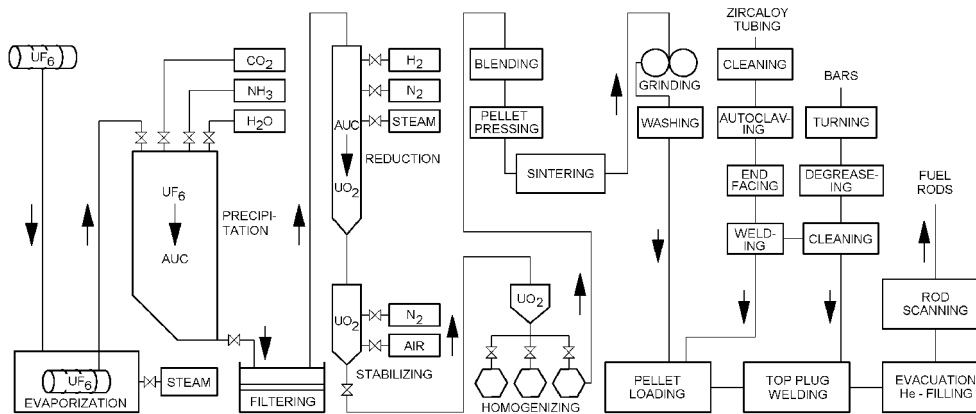 UF6
CO2
NH3
H2O
UF6
AUC
PRECIPI-
TATION
UF6
EVAPORIZATION
STEAM
FILTERING
H2
N2
STEAM
AUC
REDUCTION
UO2
UO2
N2
AIR
STABILIZING
UO2
HOMOGENIZING
BLENDING
PELLET
PRESSING
SINTERING
GRINDING
WASHING
PELLET
LOADING
ZIRCALOY
TUBING
CLEANING
AUTOCLAV-
ING
END
FACING
WELD-
ING
BARS
TURNING
DEGREASE-
ING
CLEANING
TOP PLUG
WELDING
FUEL
RODS
ROD
SCANNING
EVACUATION
He - FILLING